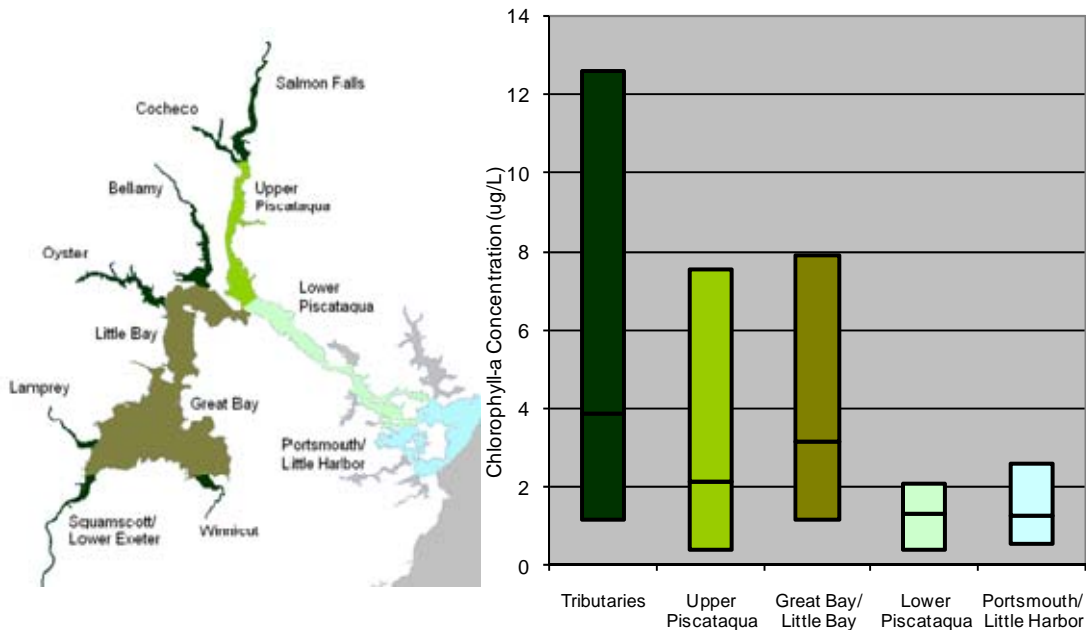 Salmon Falls
Cocheco
Bellamy
Upper
Piscataqua
Oyster
Lower
Piscataqua
Little Bay
Lamprey
Great Bay
Portsmouth/
Little Harbor
Squamscott/
Lower Exeter
Winnicut
Chlorophyll-a Concentration (ug/L)
14
12
10
8
6
4
2
0
Tributaries
Upper
Piscataqua
Great Bay/
Little Bay
Lower
Piscataqua
Portsmouth/
Little Harbor